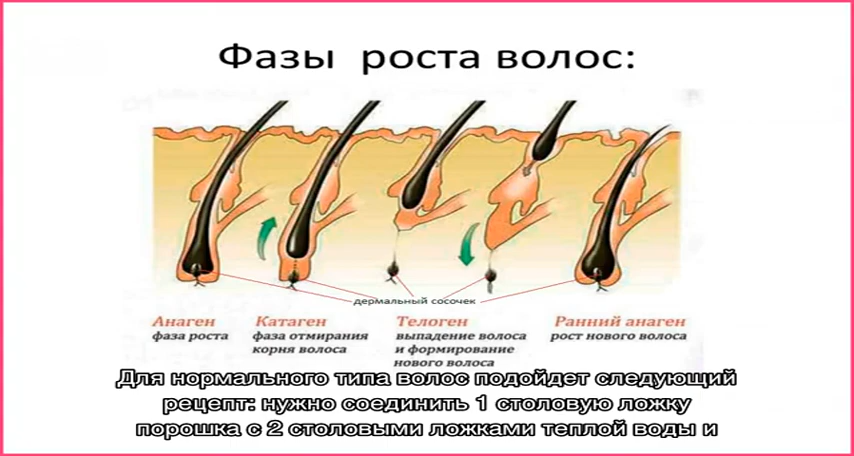 Фазы роста волос:
дермальный сосочек
Анаген
фаза роста
Катаген
фаза отмирания
корня волоса
Телоген
выпадение волоса
и формирование
нового волоса
Ранний анаген
рост нового волоса
Для нормального типа волос подойдет следующий
рецепт: нужно соединить 1 столовую ложку
порошка с 2 столовыми ложками теплой воды и